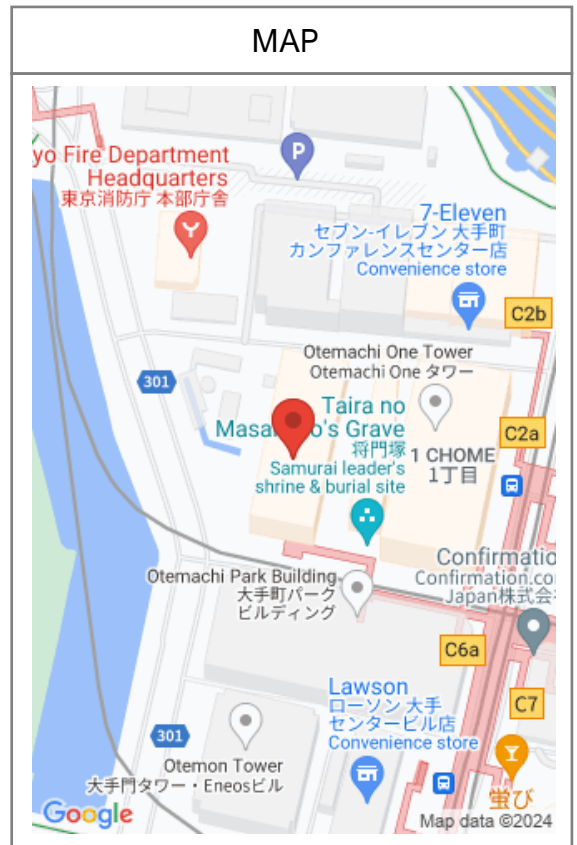 MAP
yo Fire Department
Headquarters
東京消防庁 本部庁舎
P
7-Eleven
セブン-イレブン 大手町
カンファレンスセンター店
Convenience store
C2b
Otemachi One Tower
Otemachi One タワー
301
Taira no
Grave
将門塚
Samurai leader's
shrine & burial site
C2a
1 CHOME
1丁目
Confirmatio
Confirmation.co
Japan株式会
Otemachi Park Building
大手町パーク
ビルディング
C6a
Lawson
ローソン 大手
センタービル店
Convenience store
C7
301
Otemon Tower
大手門タワー・Eneosビル
蛍び
Google
Map data ©2024